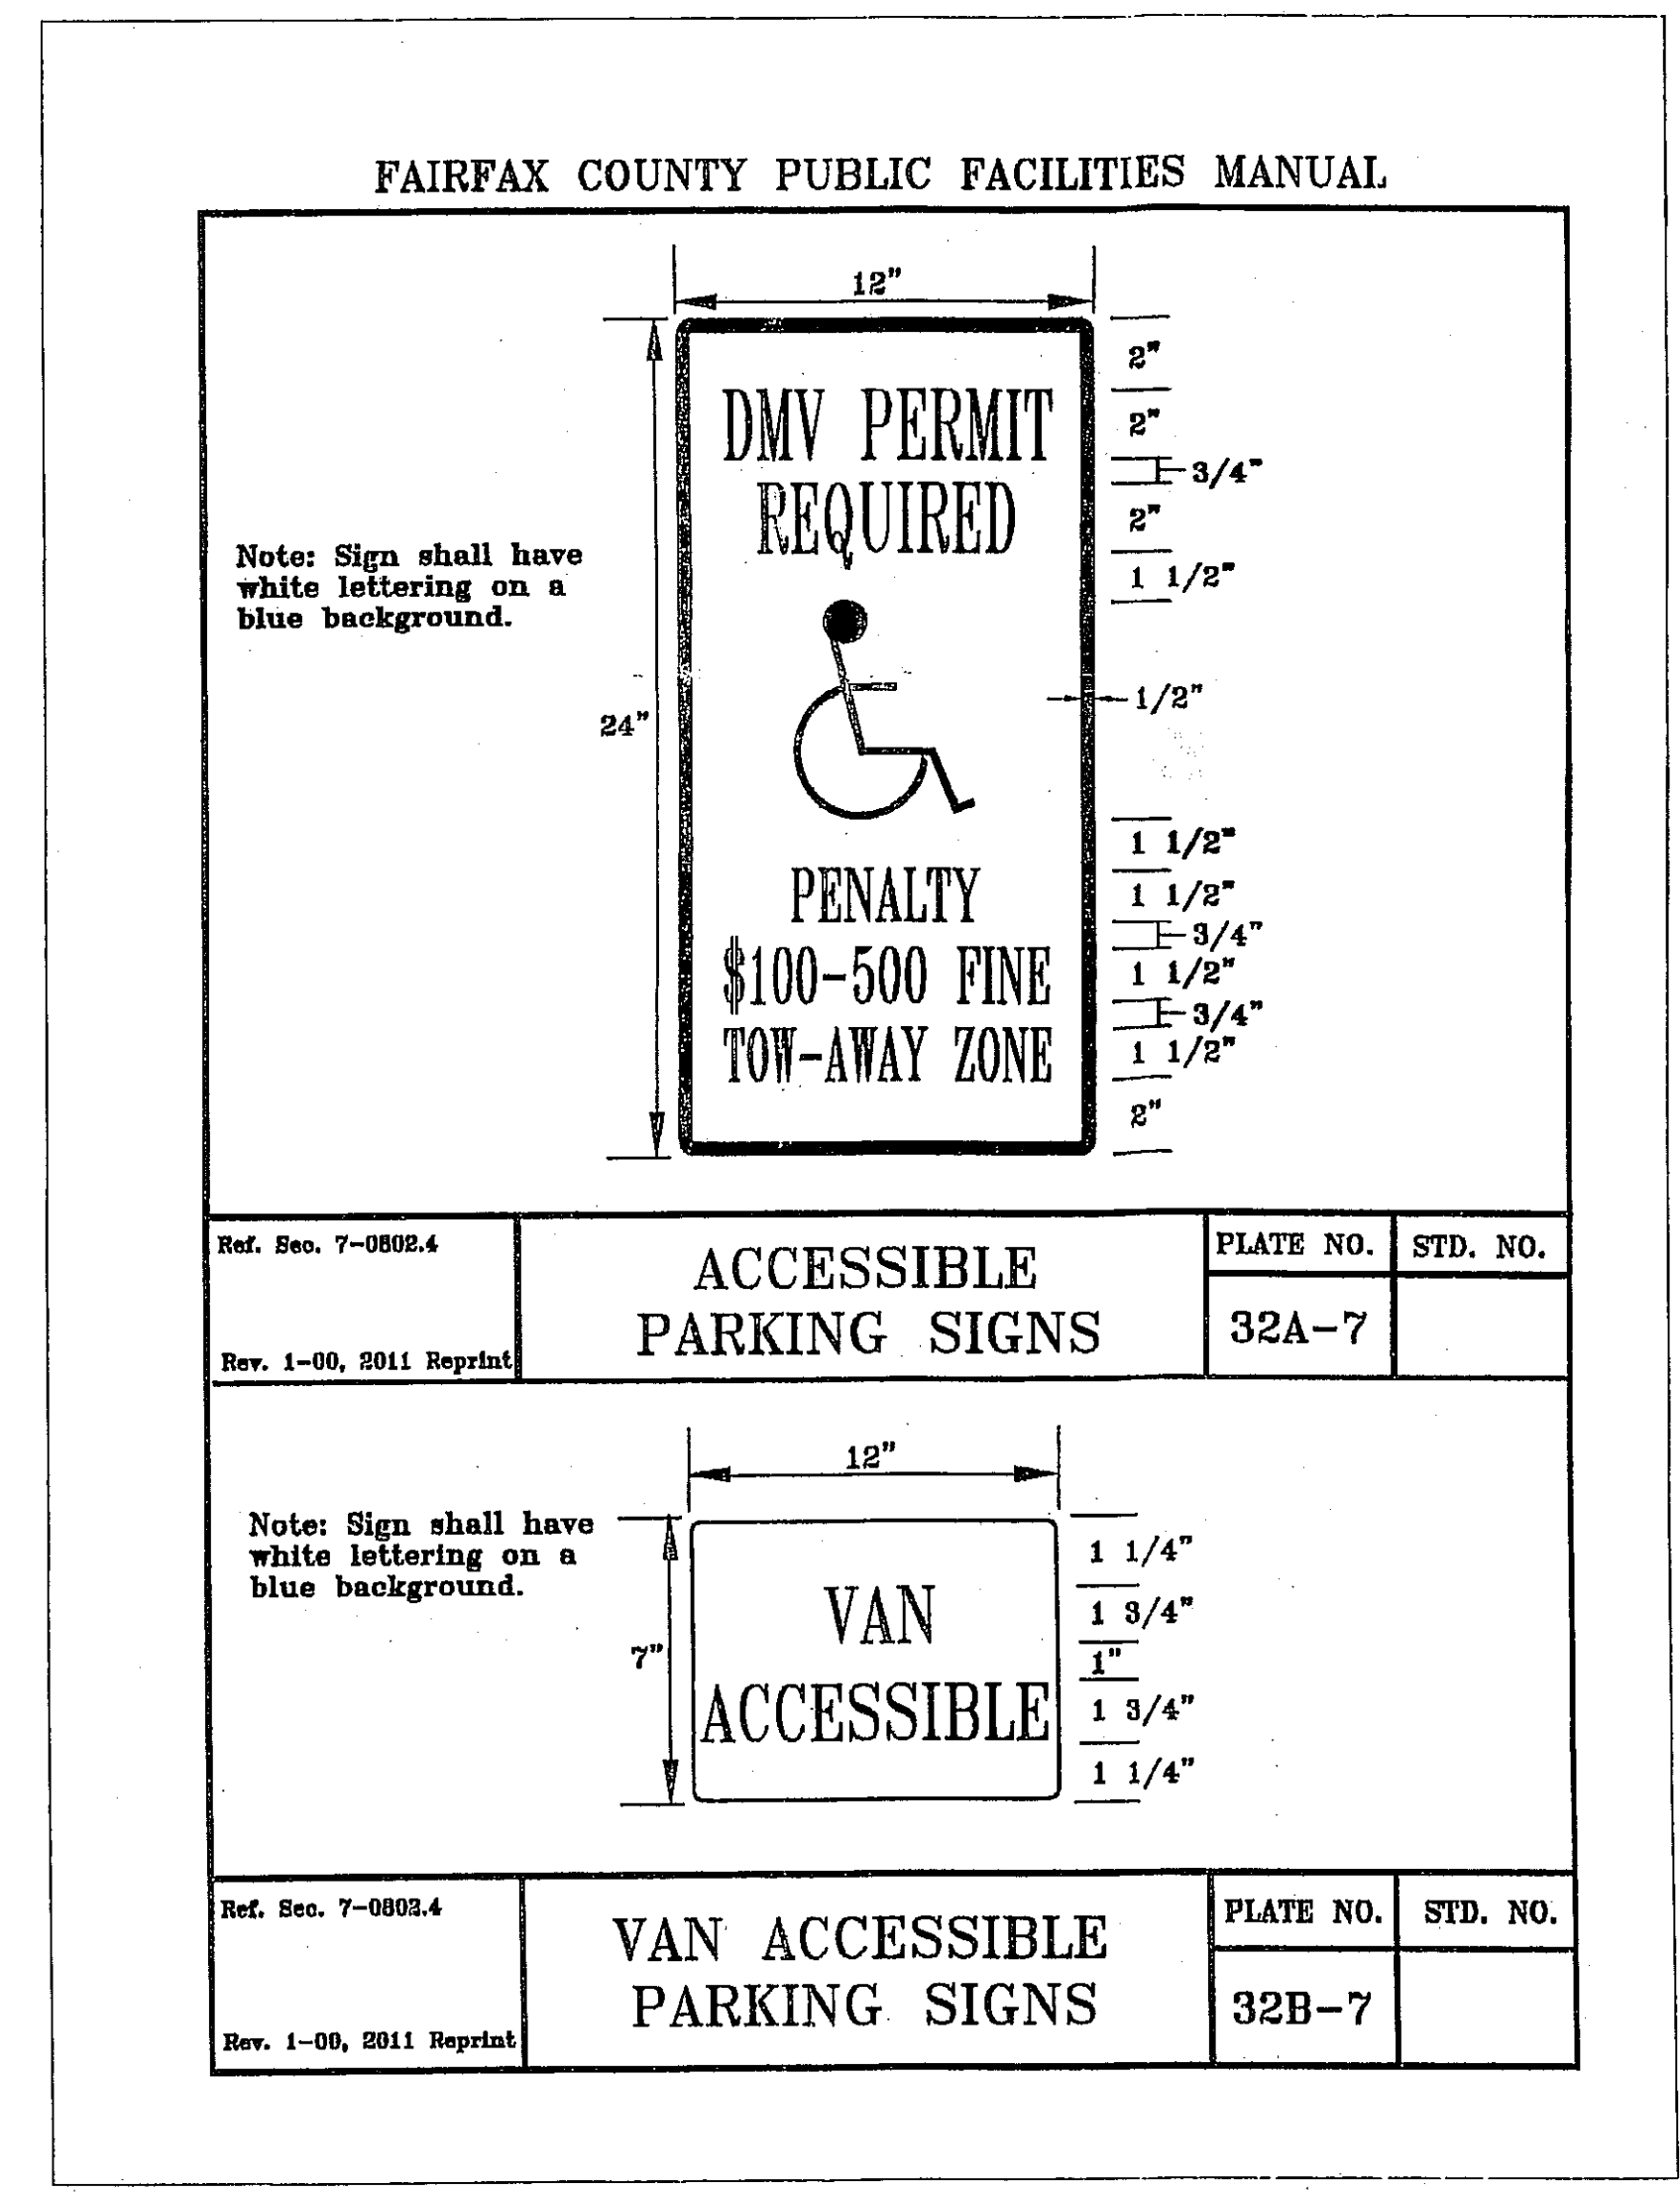 FAIRFAX COUNTY PUBLIC FACILITIES MANUAL
12"
2"
DMV PERMIT
2"
3/4"
REQUIRED
2"
Note: Sign shall have
white lettering on a
blue background.
1 1/2"
1/2"
24"
1 1/2"
PENALTY
1 1/2"
3/4"
$100-500 FINE
1 1/2"
3/4"
TOW-AWAY ZONE
1 1/2"
2"
Ref. Sec. 7-0802.4
Rev. 1-00, 2011 Reprint
ACCESSIBLE
PARKING SIGNS
PLATE NO.
32A-7
STD. NO.
12"
Note: Sign shall have
white lettering on a
blue background.
7"
1 1/4"
VAN
1 3/4"
1"
ACCESSIBLE
1 3/4"
1 1/4"
Ref. Sec. 7-0802.4
Rev. 1-00, 2011 Reprint
VAN ACCESSIBLE
PARKING SIGNS
PLATE NO.
32B-7
STD. NO.